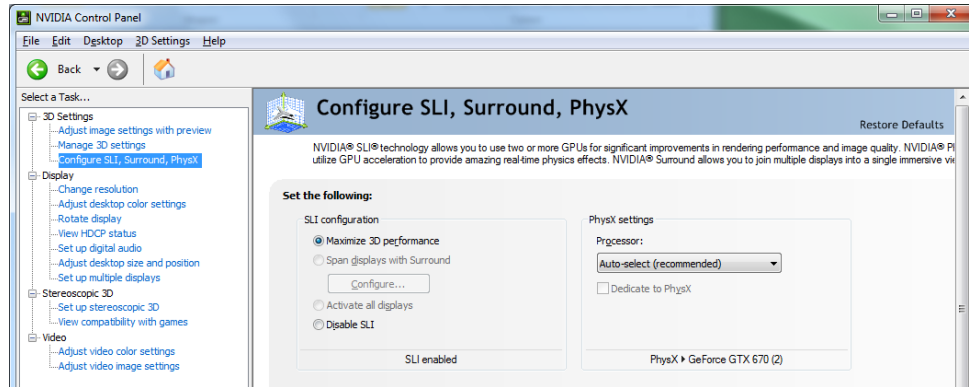 NVIDIA Control Panel
File Edit Desktop 3D Settings Help
Back
Select a Task...
3D Settings
Adjust image settings with preview
Manage 3D settings
Configure SLI, Surround, PhysX
Display
Change resolution
Adjust desktop color settings
Rotate display
View HDCP status
Set up digital audio
Adjust desktop size and position
Set up multiple displays
Stereoscopic 3D
Set up stereoscopic 3D
View compatibility with games
Video
Adjust video color settings
Adjust video image settings
Configure SLI, Surround, PhysX
Restore Defaults
NVIDIA® SLI® technology allows you to use two or more GPUs for significant improvements in rendering performance and image quality. NVIDIA®
utilize GPU acceleration to provide amazing real-time physics effects. NVIDIA® Surround allows you to join multiple displays into a single immersive
Set the following:
SLI configuration
Maximize 3D performance
Span displays with Surround
Configure...
Activate all displays
Disable SLI
SLI enabled
PhysX settings
Processor:
Auto-select (recommended)
Dedicate to PhysX
PhysX GeForce GTX 670 (2)